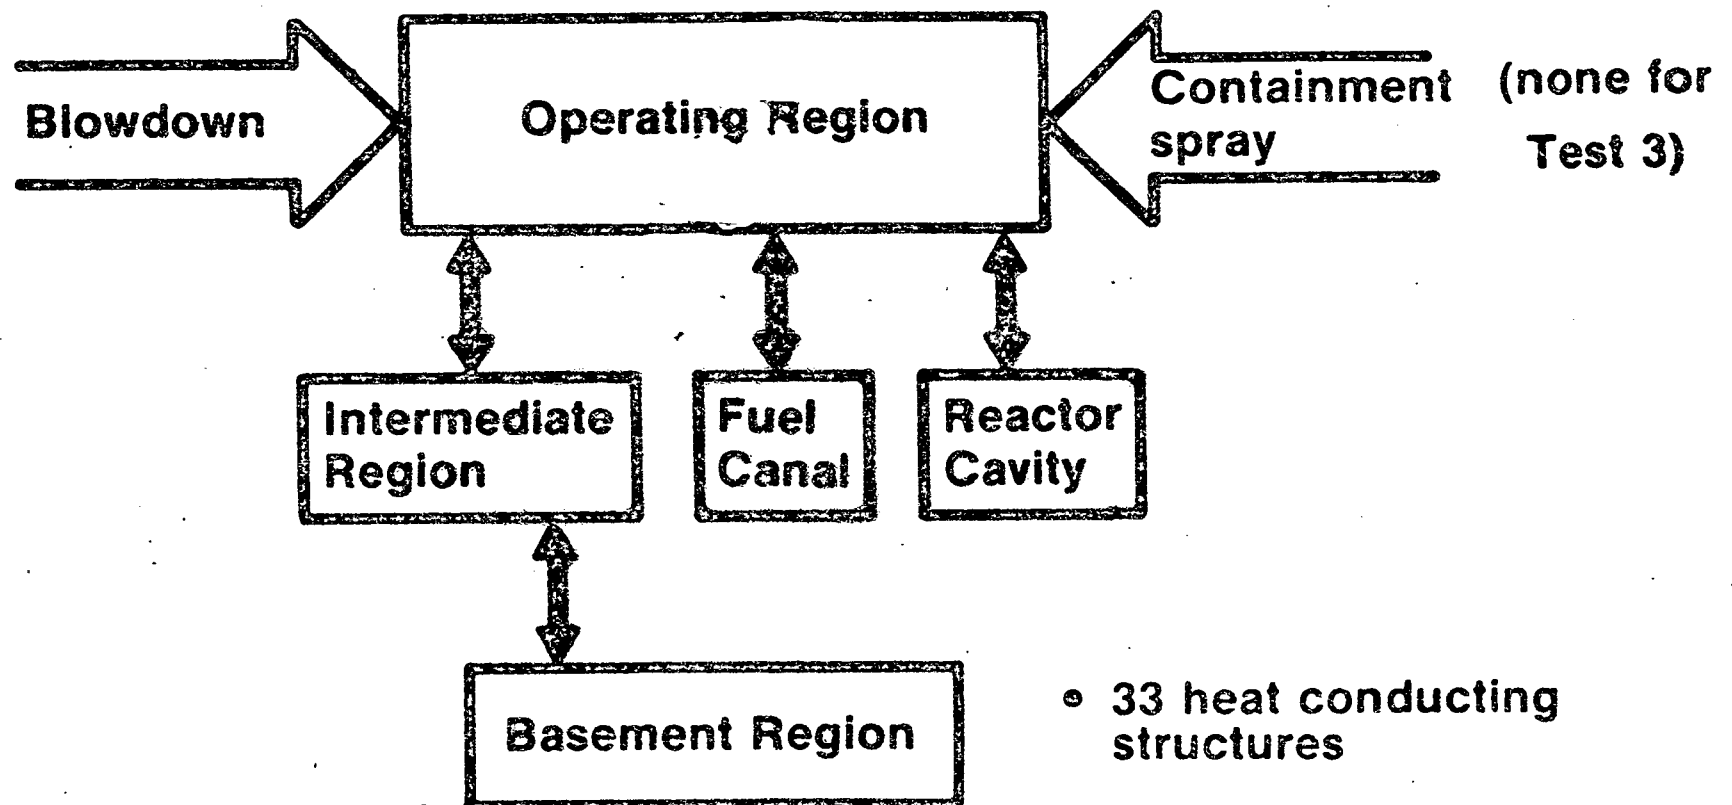 Blowdown
Operating Region
Containment
spray
(none for
Test 3)
Intermediate
Region
Fuel
Canal
Reactor
Cavity
Basement Region
• 33 heat conducting
structures